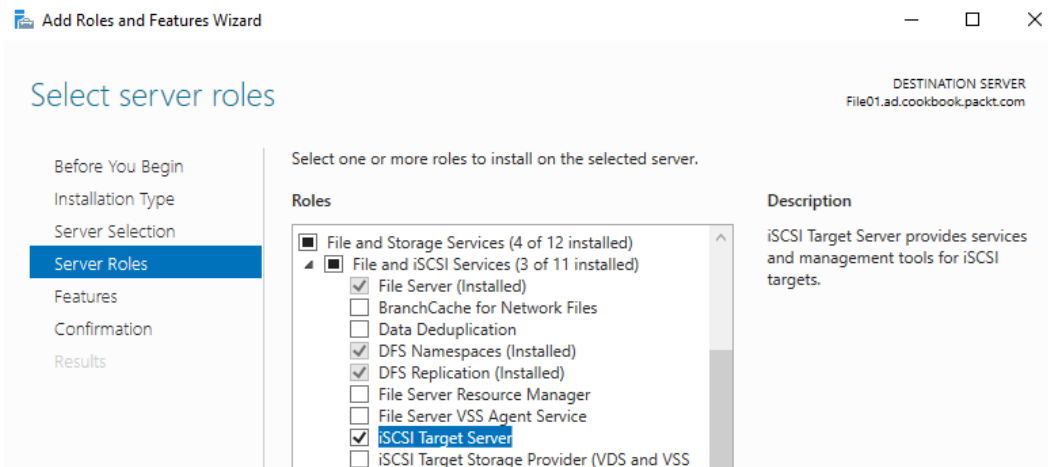 Add Roles and Features Wizard
Select server roles
DESTINATION SERVER
File01.ad.cookbook.packt.com
Before You Begin
Installation Type
Server Selection
Server Roles
Features
Confirmation
Results
Select one or more roles to install on the selected server.
Roles
File and Storage Services (4 of 12 installed)
File and iSCSI Services (3 of 11 installed)
File Server (Installed)
BranchCache for Network Files
Data Deduplication
DFS Namespaces (Installed)
DFS Replication (Installed)
File Server Resource Manager
File Server VSS Agent Service
iSCSI Target Server
iSCSI Target Storage Provider (VDS and VSS
Description
iSCSI Target Server provides services
and management tools for iSCSI
targets.